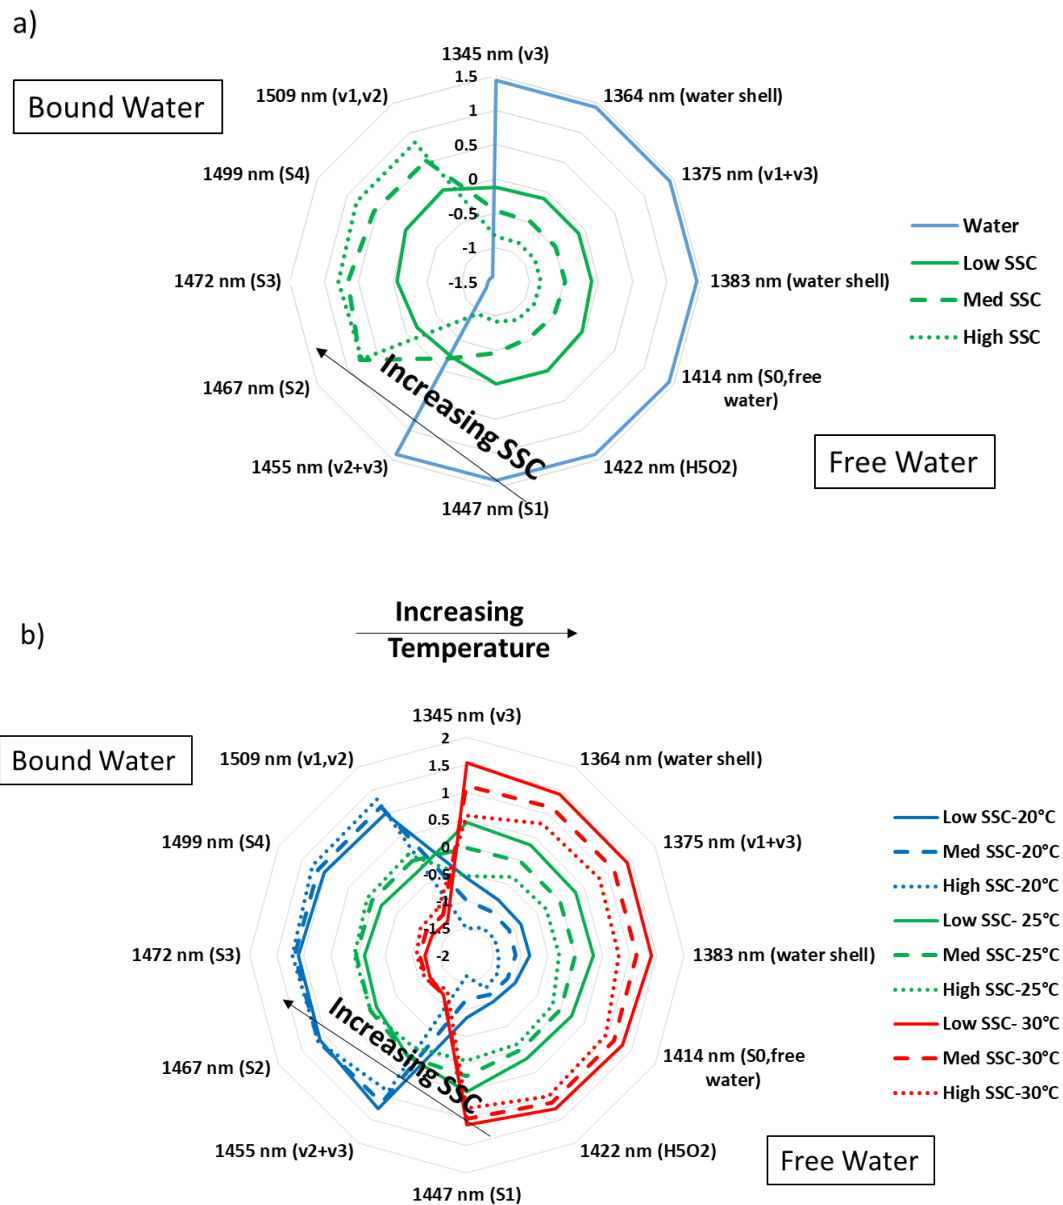 a)
Bound Water
1345 nm (v3)
1364 nm (water shell)
1375 nm (v1+v3)
1383 nm (water shell)
1414 nm (S0,free
water)
1422 nm (H5O2)
1447 nm (S1)
1455 nm (v2+v3)
1467 nm (S2)
1472 nm (S3)
1499 nm (S4)
1509 nm (v1,v2)
1.5
1
0.5
0
-0.5
-1
-1.5
Increasing SSC
Water
Low SSC
Med SSC
High SSC
Free Water
b)
Increasing
Temperature
Bound Water
1345 nm (v3)
1364 nm (water shell)
1375 nm (v1+v3)
1383 nm (water shell)
1414 nm (S0,free
water)
1422 nm (H5O2)
1447 nm (S1)
1455 nm (v2+v3)
1467 nm (S2)
1472 nm (S3)
1499 nm (S4)
1509 nm (v1,v2)
2
1.5
1
0.5
0
-0.5
-1
-1.5
-2
Increasing SSC
Low SSC-20°C
Med SSC-20°C
High SSC-20°C
Low SSC- 25°C
Med SSC-25°C
High SSC-25°C
Low SSC- 30°C
Med SSC-30°C
High SSC-30°C
Free Water